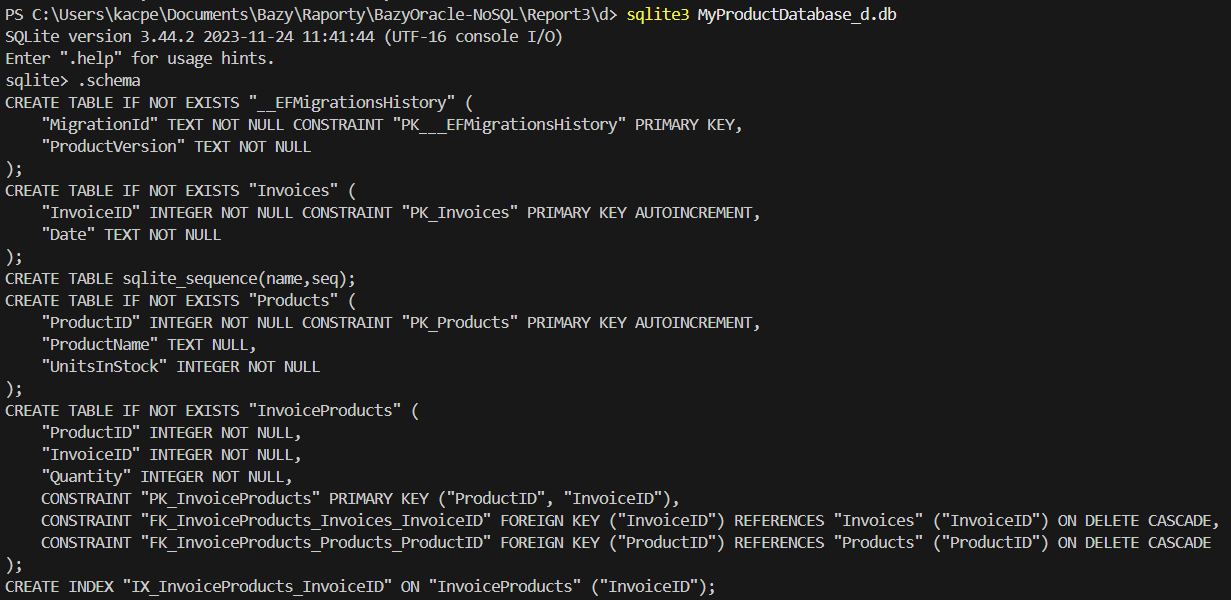 PS C:\Users\kacpe\Documents\Bazy\Raporty\BazyOracle-NoSQL\Report3\d> sqlite3 MyProductDatabase_d.db
SQLite version 3.44.2 2023-11-24 11:41:44 (UTF-16 console I/O)
Enter ".help" for usage hints.
sqlite> .schema
CREATE TABLE IF NOT EXISTS "__EFMigrationsHistory" (
    "MigrationId" TEXT NOT NULL CONSTRAINT "PK___EFMigrationsHistory" PRIMARY KEY,
    "ProductVersion" TEXT NOT NULL
);
CREATE TABLE IF NOT EXISTS "Invoices" (
    "InvoiceID" INTEGER NOT NULL CONSTRAINT "PK_Invoices" PRIMARY KEY AUTOINCREMENT,
    "Date" TEXT NOT NULL
);
CREATE TABLE sqlite_sequence(name,seq);
CREATE TABLE IF NOT EXISTS "Products" (
    "ProductID" INTEGER NOT NULL CONSTRAINT "PK_Products" PRIMARY KEY AUTOINCREMENT,
    "ProductName" TEXT NULL,
    "UnitsInStock" INTEGER NOT NULL
);
CREATE TABLE IF NOT EXISTS "InvoiceProducts" (
    "ProductID" INTEGER NOT NULL,
    "InvoiceID" INTEGER NOT NULL,
    "Quantity" INTEGER NOT NULL,
    CONSTRAINT "PK_InvoiceProducts" PRIMARY KEY ("ProductID", "InvoiceID"),
    CONSTRAINT "FK_InvoiceProducts_Invoices_InvoiceID" FOREIGN KEY ("InvoiceID") REFERENCES "Invoices" ("InvoiceID") ON DELETE CASCADE,
    CONSTRAINT "FK_InvoiceProducts_Products_ProductID" FOREIGN KEY ("ProductID") REFERENCES "Products" ("ProductID") ON DELETE CASCADE
);
CREATE INDEX "IX_InvoiceProducts_InvoiceID" ON "InvoiceProducts" ("InvoiceID");